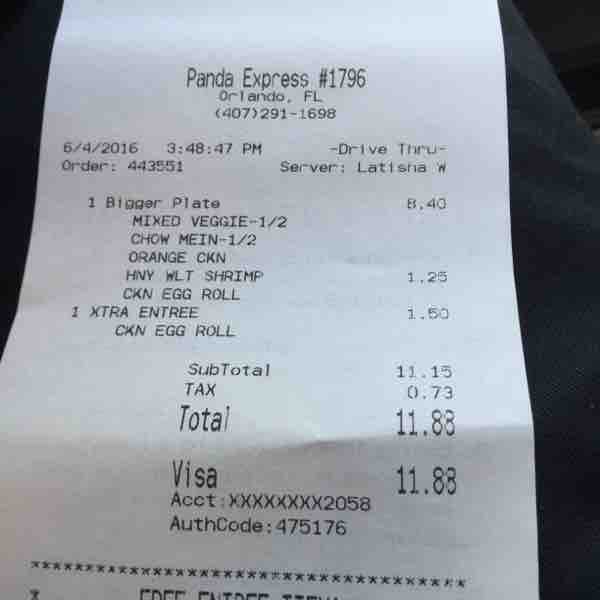 Panda Express #1796
Orlando, FL
(407)291-1698
6/4/2016 3:48:47 PM -Drive Thru-
Order: 443551 Server: Latisha W
1 Bigger Plate 8.40
MIXED VEGGIE-1/2
CHOW MEIN-1/2
ORANGE CKN
HNY WLT SHRIMP 1.25
CKN EGG ROLL
1 XTRA ENTREE 1.50
CKN EGG ROLL
SubTotal 11.15
TAX 0.73
Total 11.88
Visa 11.88
Acct:XXXXXXXX2058
AuthCode:475176
****************************************
* FREE ENTREE ITEM